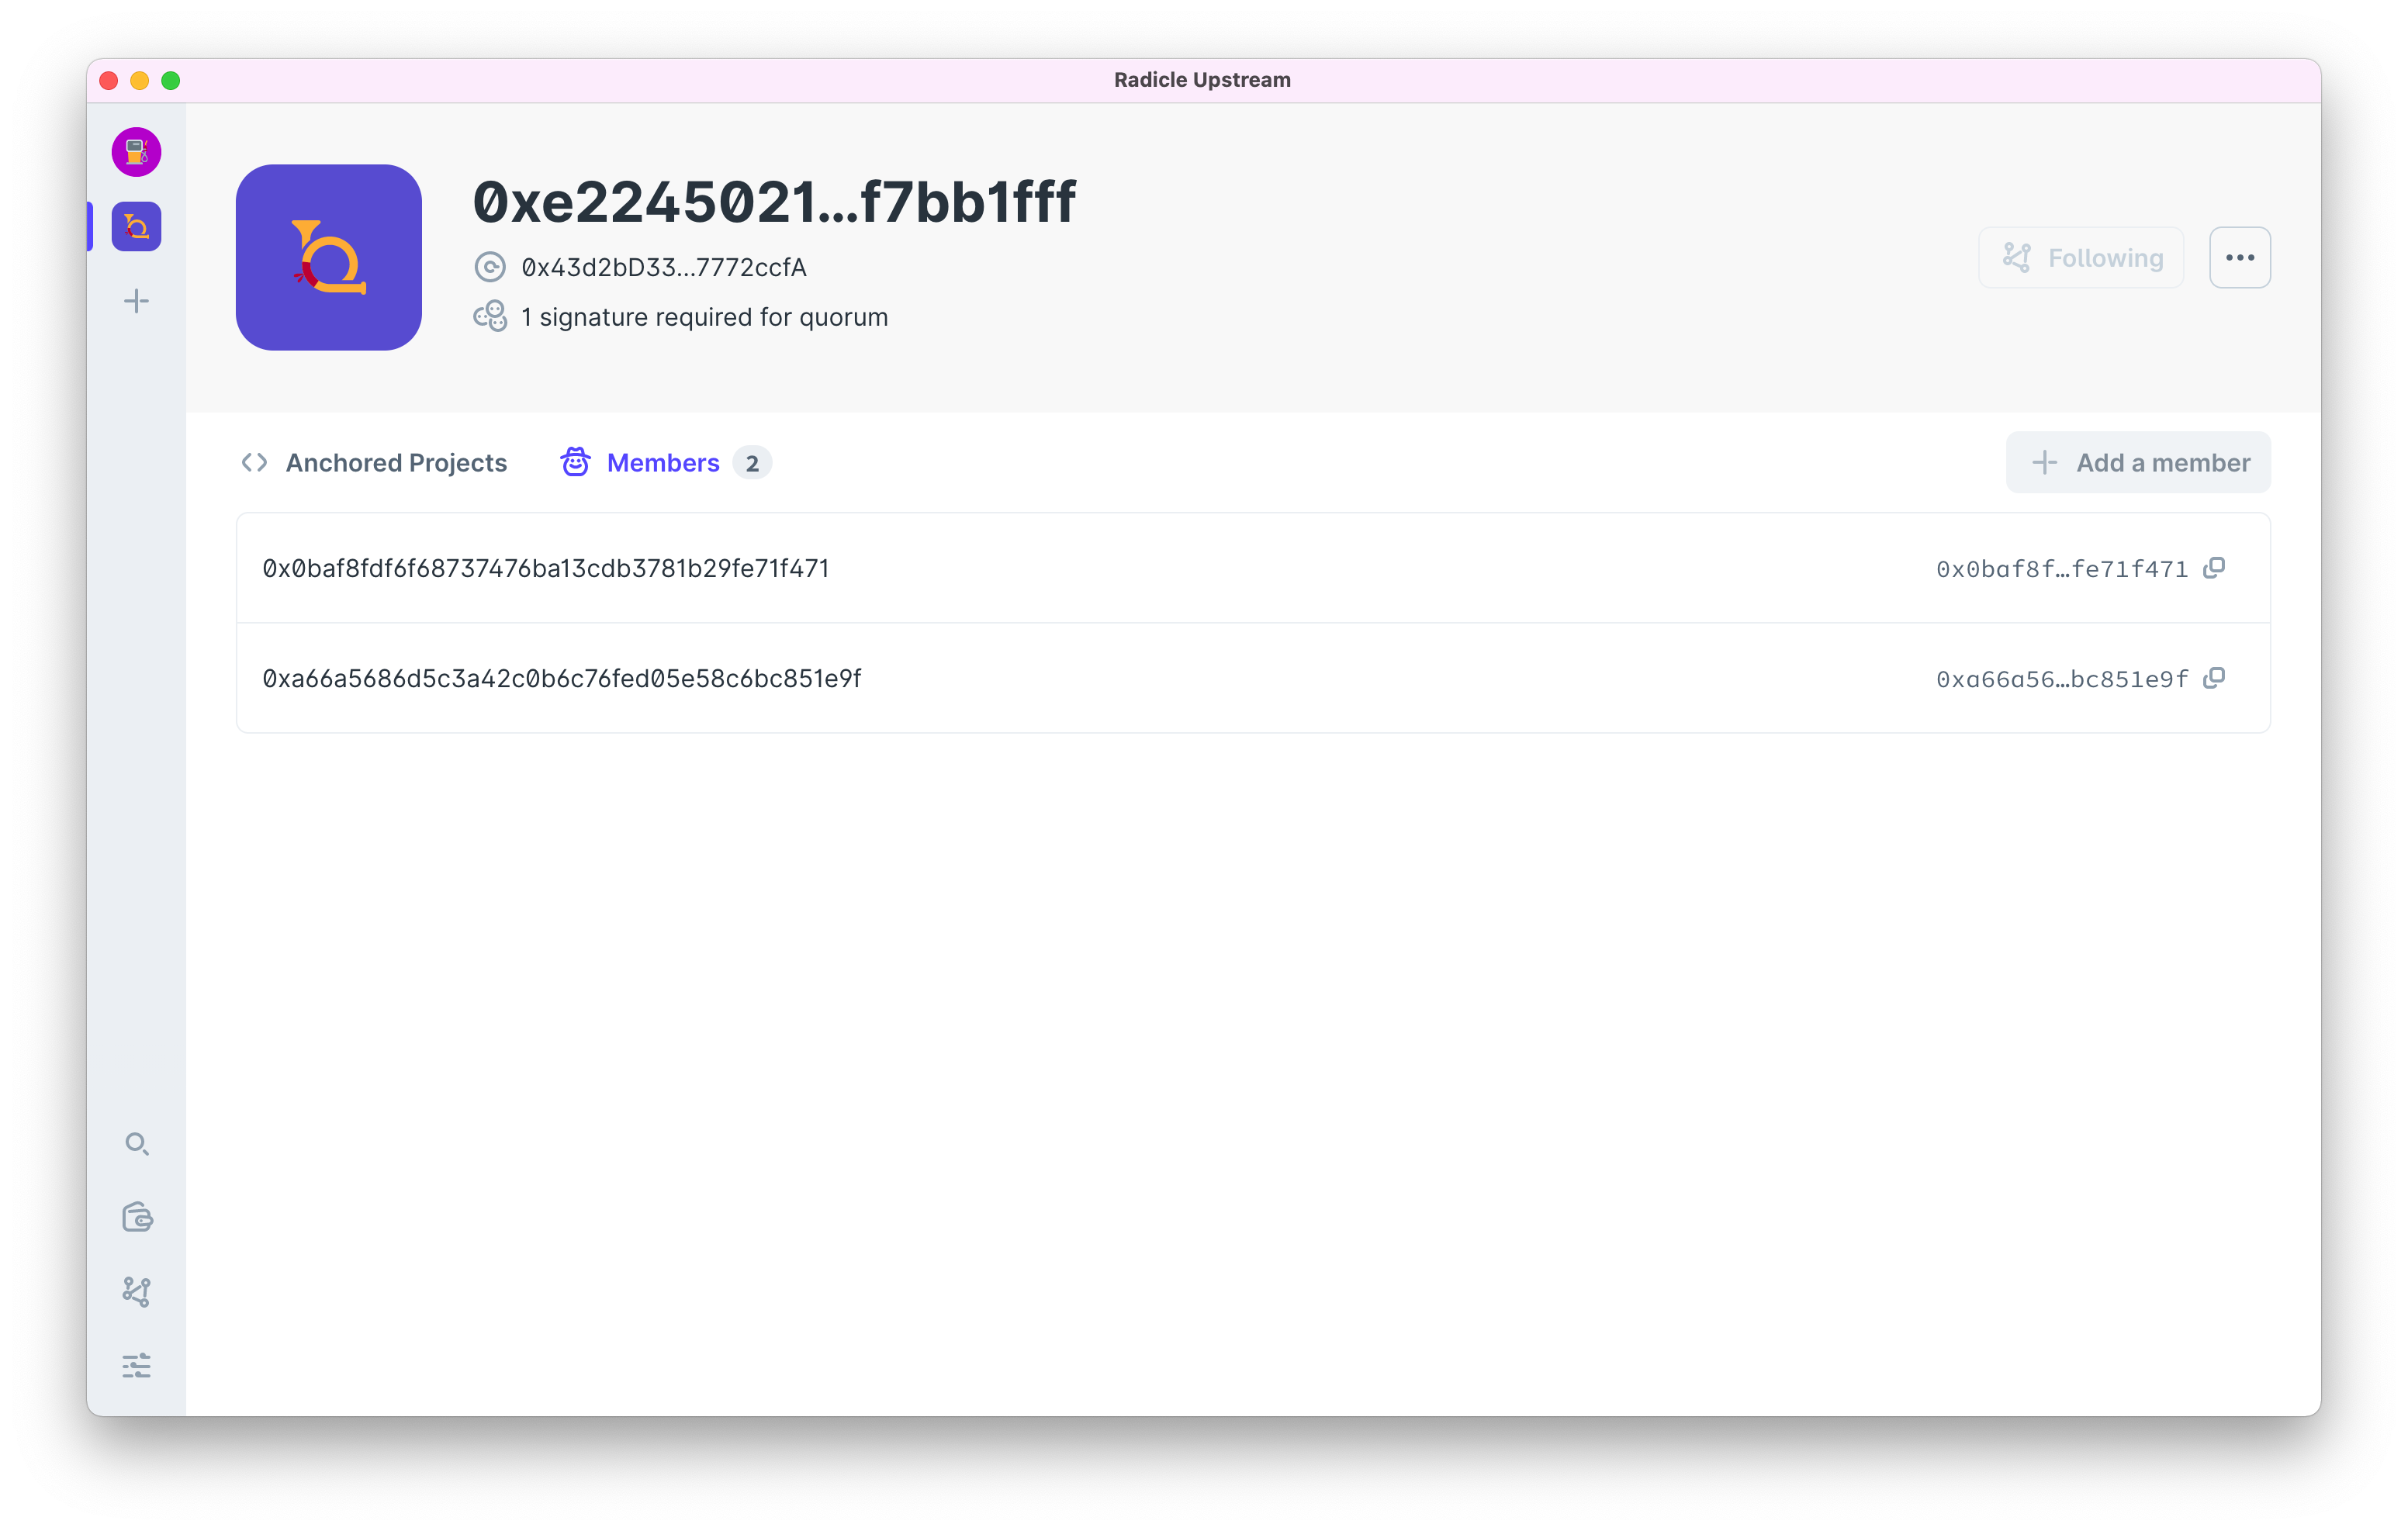 Radicle Upstream
0xe2245021…f7bb1fff
0x43d2bD33…7772ccfA
1 signature required for quorum
Following
Anchored Projects
Members 2
Add a member
0x0baf8fdf6f68737476ba13cdb3781b29fe71f471 0x0baf8f…fe71f471
0xa66a5686d5c3a42c0b6c76fed05e58c6bc851e9f 0xa66a56…bc851e9f